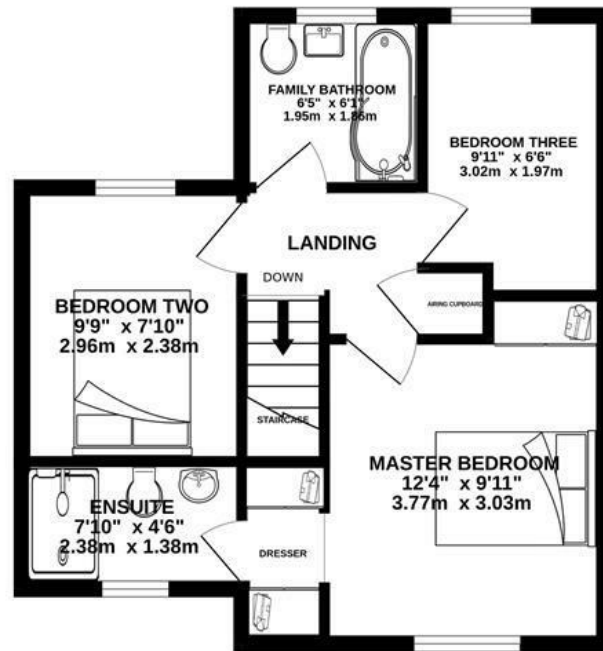 FAMILY BATHROOM
6'5" x 6'1"
1.95m x 1.86m
BEDROOM THREE
9'11" x 6'6"
3.02m x 1.97m
LANDING
DOWN
BEDROOM TWO
9'9" x 7'10"
2.96m x 2.38m
AIRING CUPBOARD
STAIRCASE
MASTER BEDROOM
12'4" x 9'11"
3.77m x 3.03m
ENSUITE
7'10" x 4'6"
2.38m x 1.38m
DRESSER